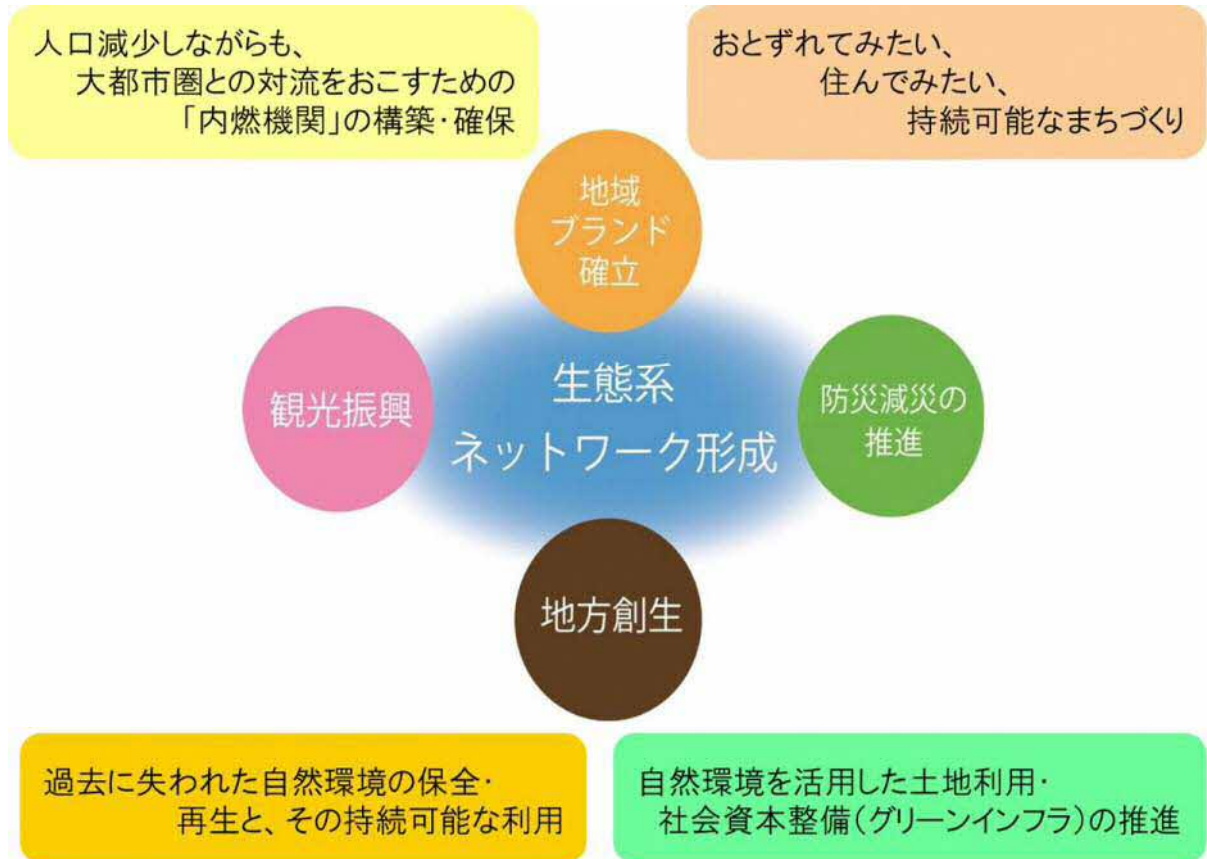 人口減少しながらも、
大都市圏との対流をおこすための
「内燃機関」の構築・確保
おとずれてみたい、
住んでみたい、
持続可能なまちづくり
地域
ブランド
確立
観光振興
生態系
ネットワーク形成
防災減災の
推進
地方創生
過去に失われた自然環境の保全・
再生と、その持続可能な利用
自然環境を活用した土地利用・
社会資本整備(グリーンインフラ)の推進